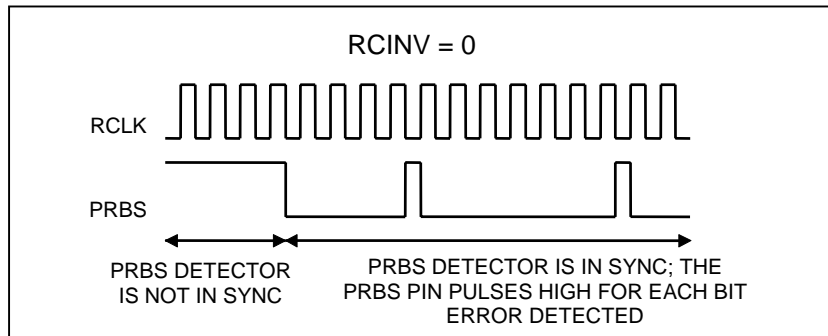 RCINV = 0
RCLK
PRBS
PRBS DETECTOR
IS NOT IN SYNC
PRBS DETECTOR IS IN SYNC; THE
PRBS PIN PULSES HIGH FOR EACH BIT
ERROR DETECTED